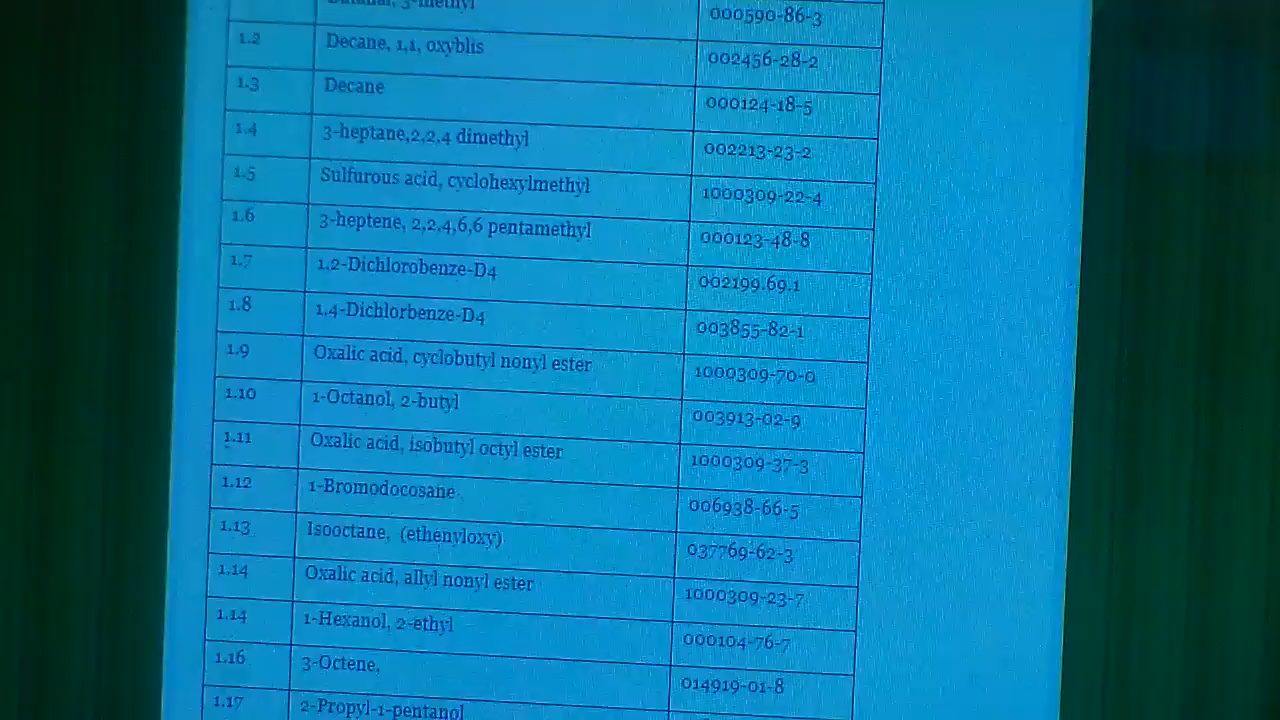 Butanal, 3-methyl 000590-86-3
1.2 Decane, 1,1, oxyblis 002456-28-2
1.3 Decane 000124-18-5
1.4 3-heptane,2,2,4 dimethyl 002213-23-2
1.5 Sulfurous acid, cyclohexylmethyl 1000309-22-4
1.6 3-heptene, 2,2,4,6,6 pentamethyl 000123-48-8
1.7 1,2-Dichlorobenze-D4 002199.69.1
1.8 1,4-Dichlorbenze-D4 003855-82-1
1.9 Oxalic acid, cyclobutyl nonyl ester 1000309-70-0
1.10 1-Octanol, 2-butyl 003913-02-9
1.11 Oxalic acid, isobutyl octyl ester 1000309-37-3
1.12 1-Bromodocosane 006938-66-5
1.13 Isooctane, (ethenyloxy) 037769-62-3
1.14 Oxalic acid, allyl nonyl ester 1000309-23-7
1.14 1-Hexanol, 2-ethyl 000104-76-7
1.16 3-Octene, 014919-01-8
1.17 2-Propyl-1-pentanol